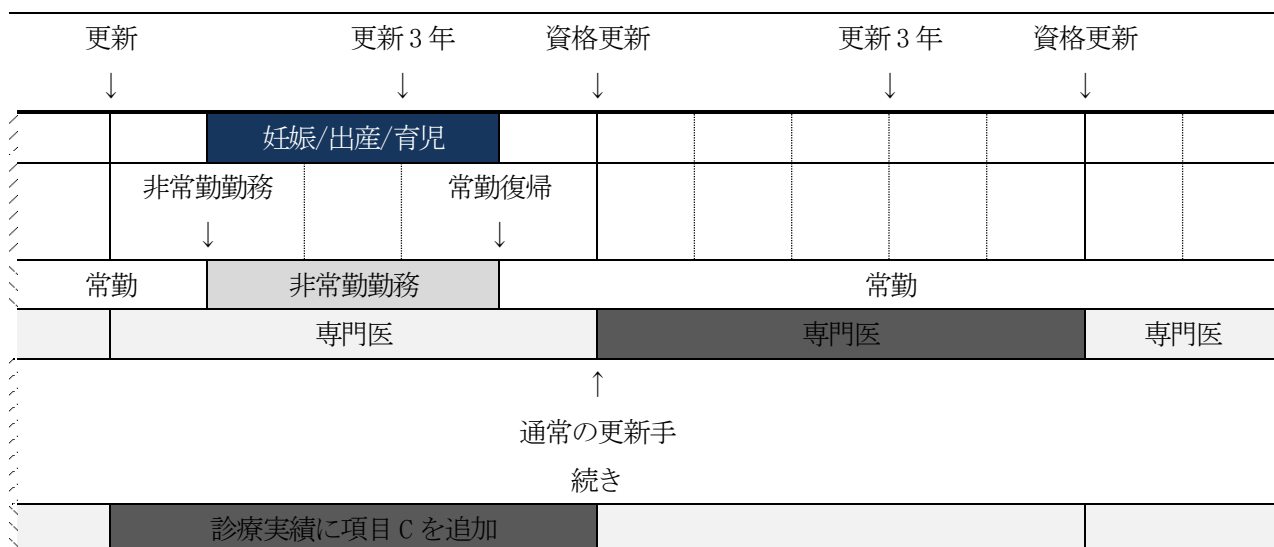 更新 更新3年 資格更新 更新3年 資格更新
↓ ↓ ↓ ↓ ↓
妊娠/出産/育児
非常勤勤務 常勤復帰
↓ ↓
常勤 非常勤勤務 常勤
専門医 専門医 専門医
↑
通常の更新手
続き
診療実績に項目 C を追加